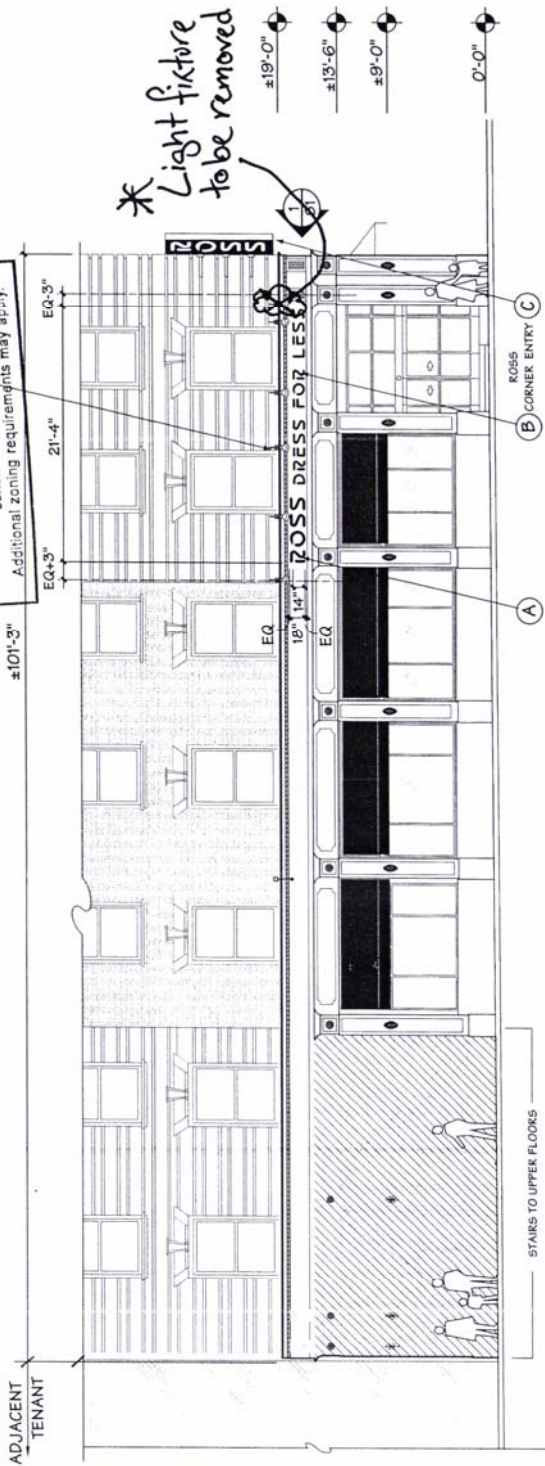 Additional zoning requirements may apply.
±101'-3"
ADJACENT
TENANT
EQ+3"
21'-4"
EQ-3"
* Light fixture
to be removed
±19'-0"
±13'-6"
±9'-0"
0'-0"
ROSS
1
S1
EQ
18"
14"
EQ
ROSS DRESS FOR LESS
A
B
C
ROSS
CORNER ENTRY
STAIRS TO UPPER FLOORS